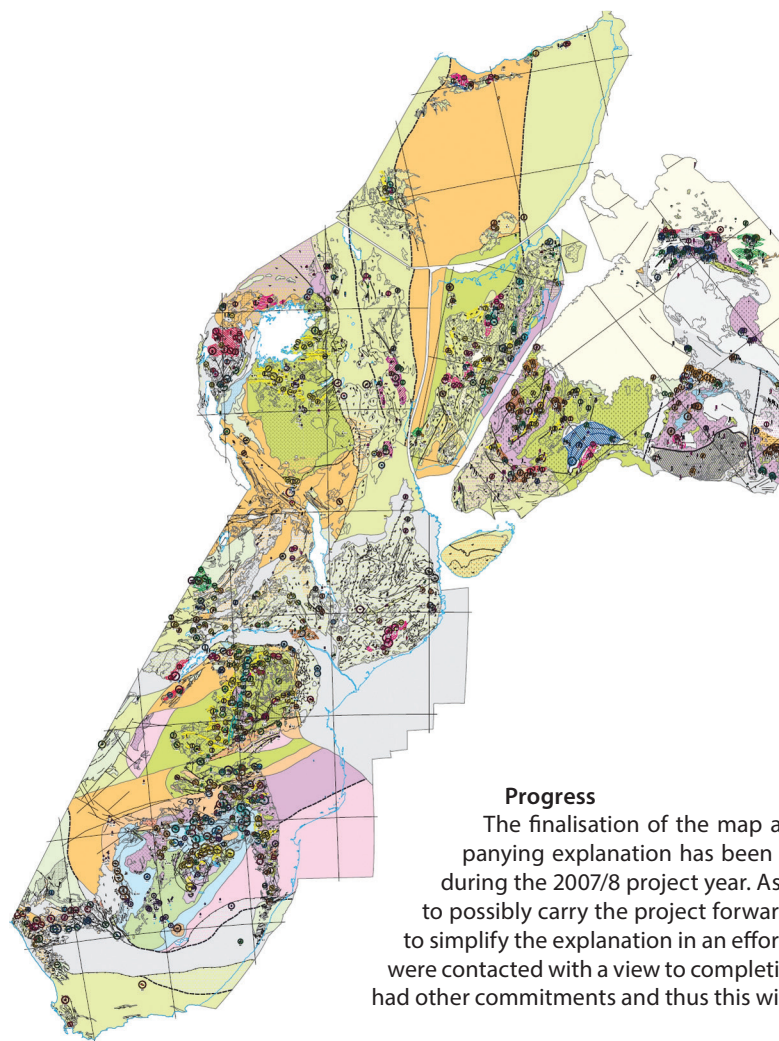 Progress
The finalisation of the map a
panying explanation has been
during the 2007/8 project year. As
to possibly carry the project forwar
to simplify the explanation in an effor
were contacted with a view to completi
had other commitments and thus this wi